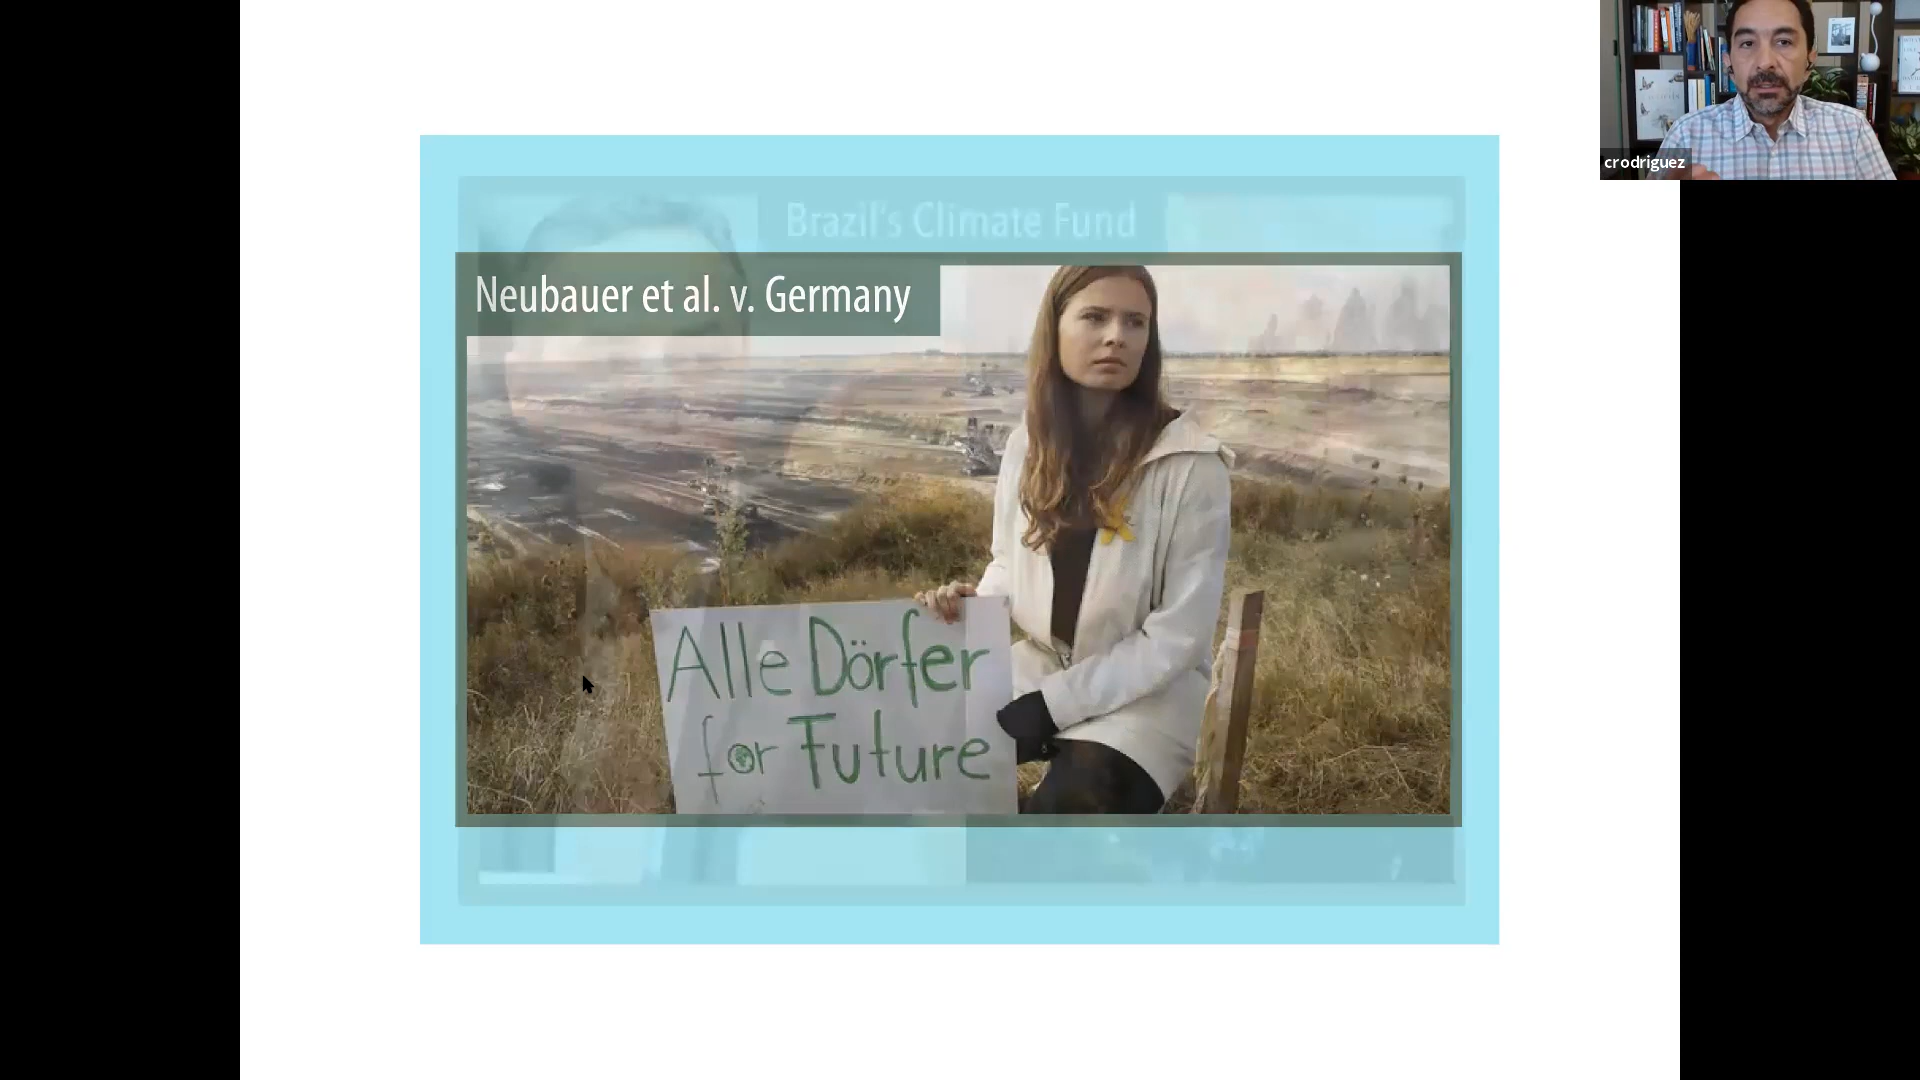 crodriguez
Brazil's Climate Fund
Neubauer et al. v. Germany
Alle Dörfer
for Future